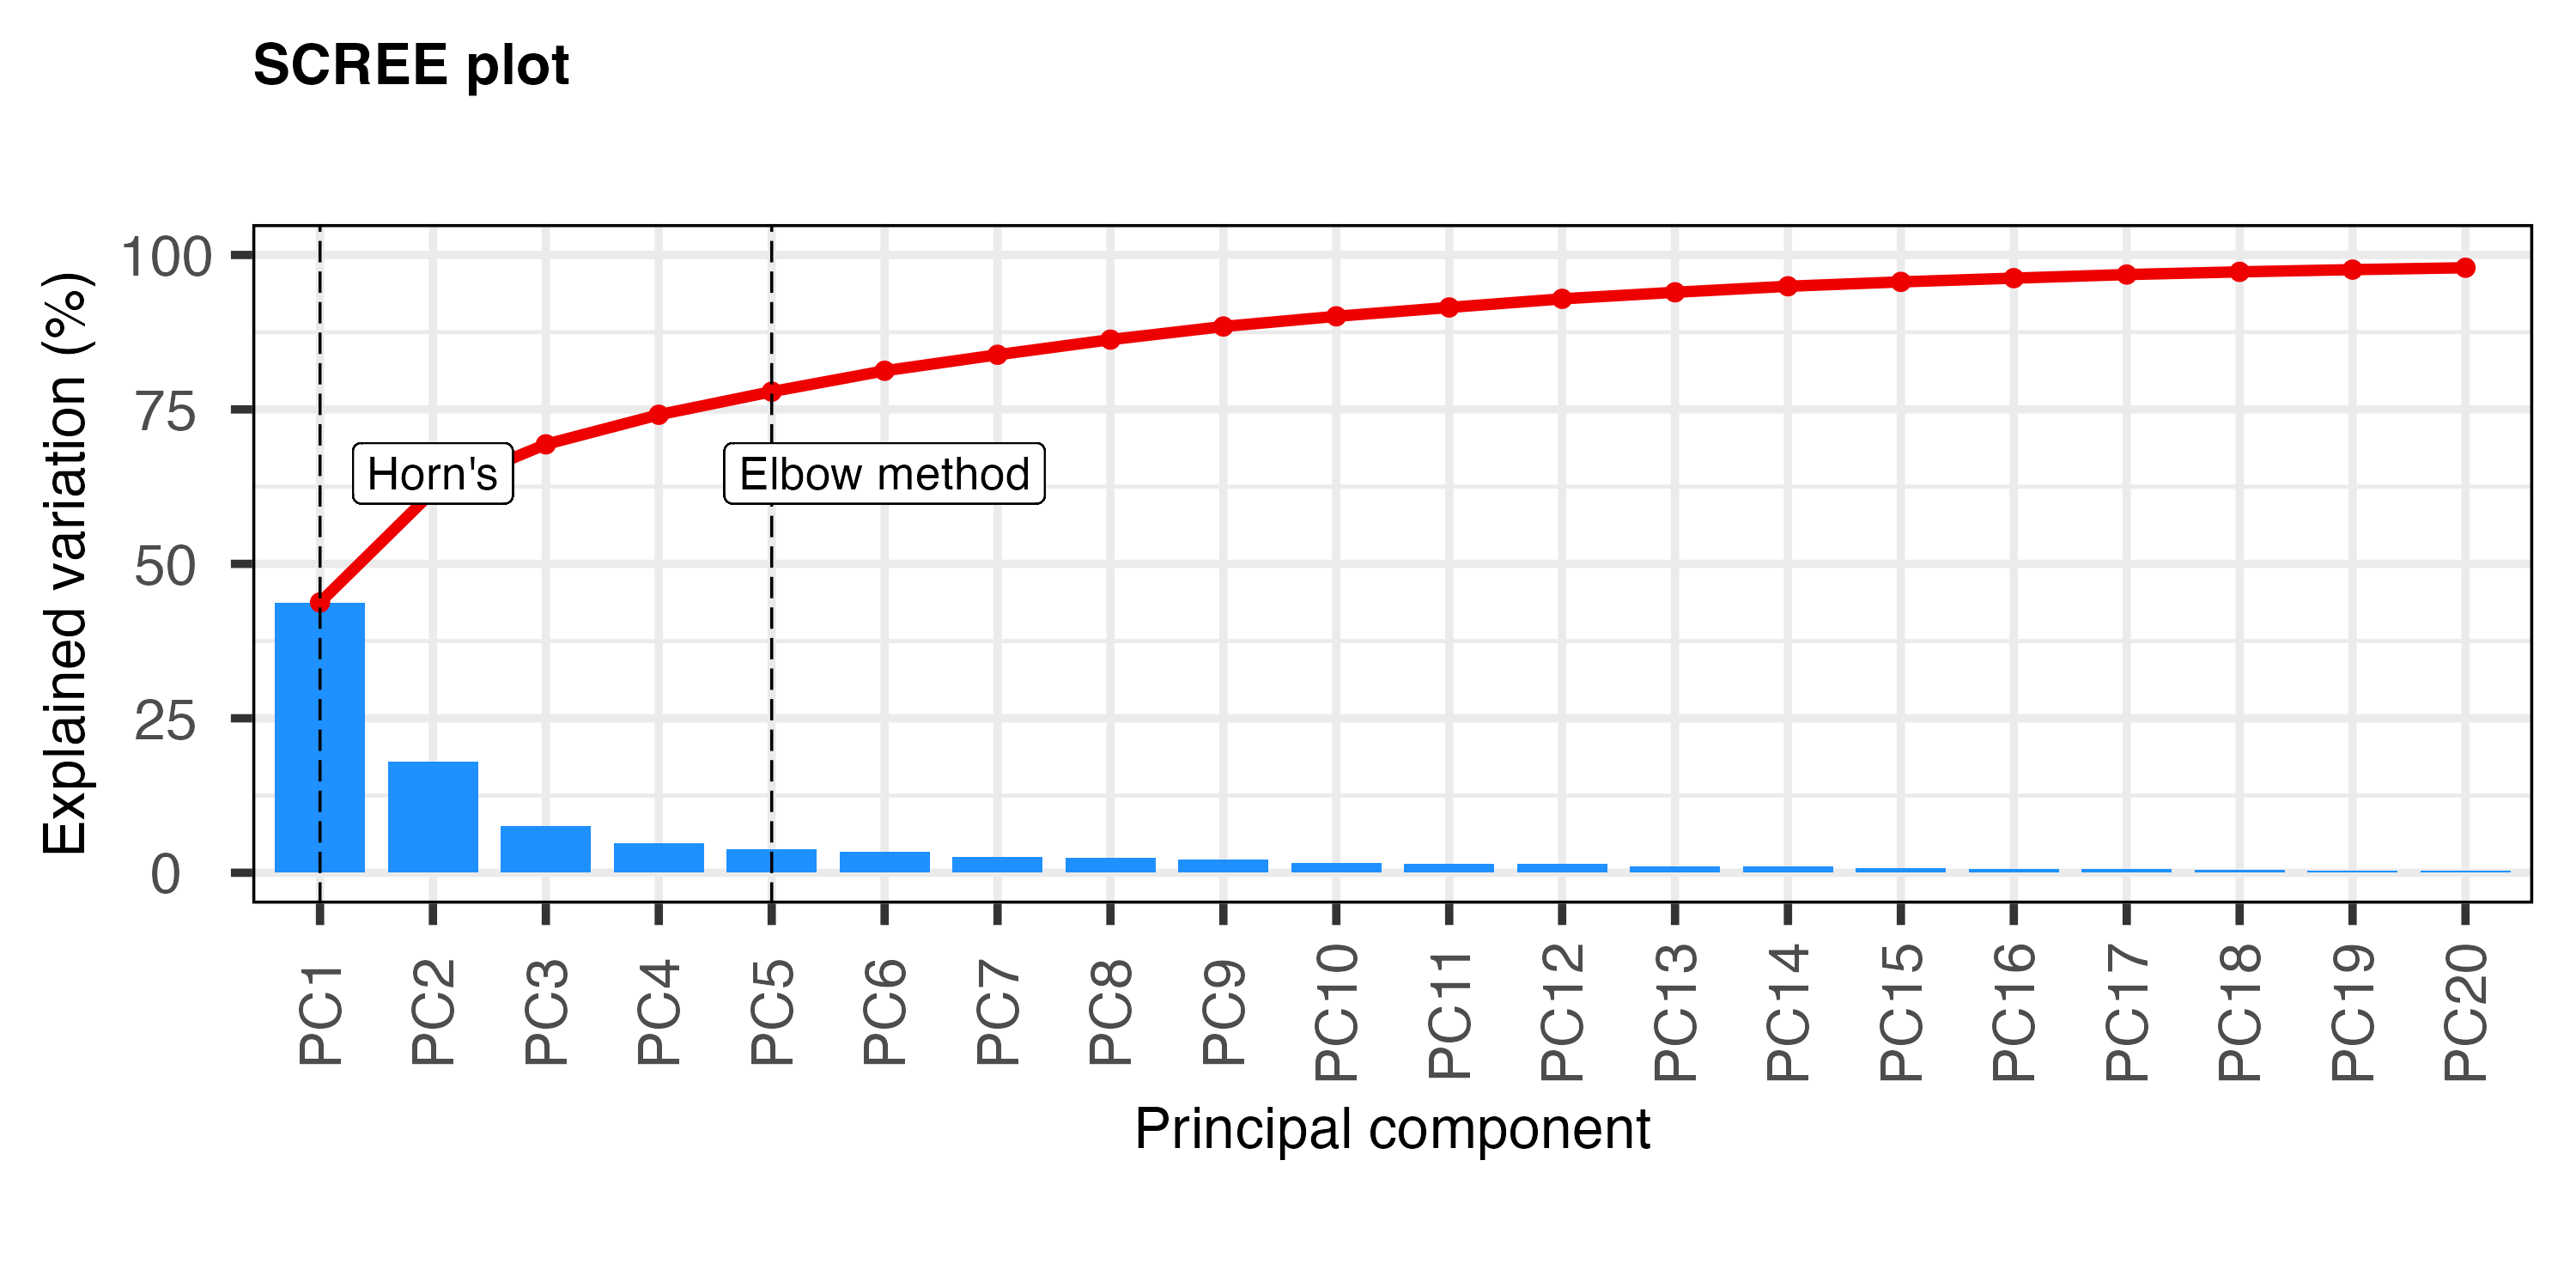 SCREE plot
Explained variation (%)
100
75
50
25
0
Horn's
Elbow method
PC1
PC2
PC3
PC4
PC5
PC6
PC7
PC8
PC9
PC10
PC11
PC12
PC13
PC14
PC15
PC16
PC17
PC18
PC19
PC20
Principal component